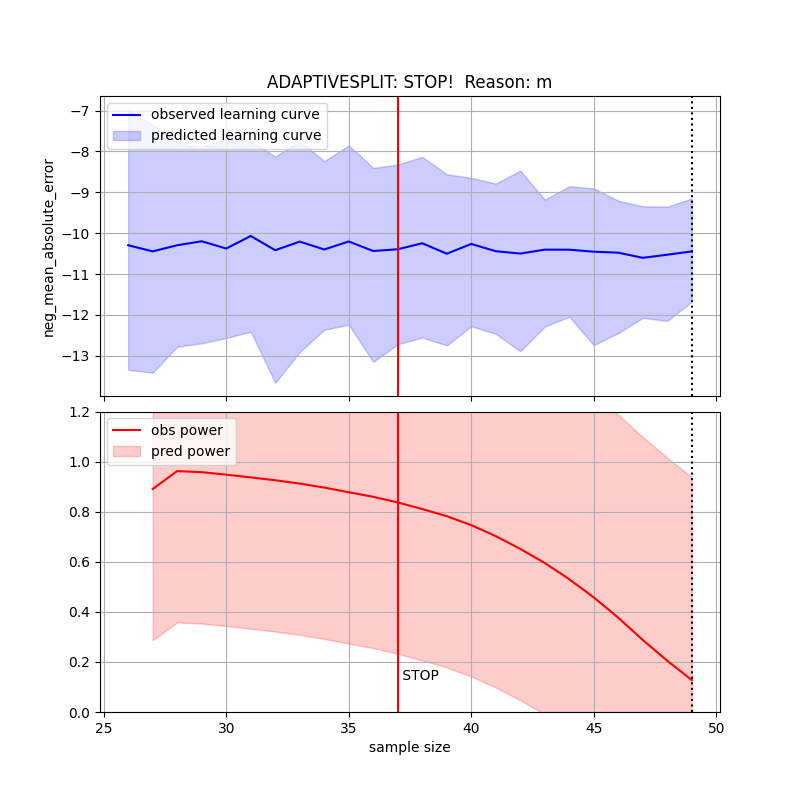 ADAPTIVESPLIT: STOP!  Reason: m
observed learning curve
predicted learning curve
neg_mean_absolute_error
−7
−8
−9
−10
−11
−12
−13
obs power
pred power
1.2
1.0
0.8
0.6
0.4
0.2
0.0
STOP
25
30
35
40
45
50
sample size